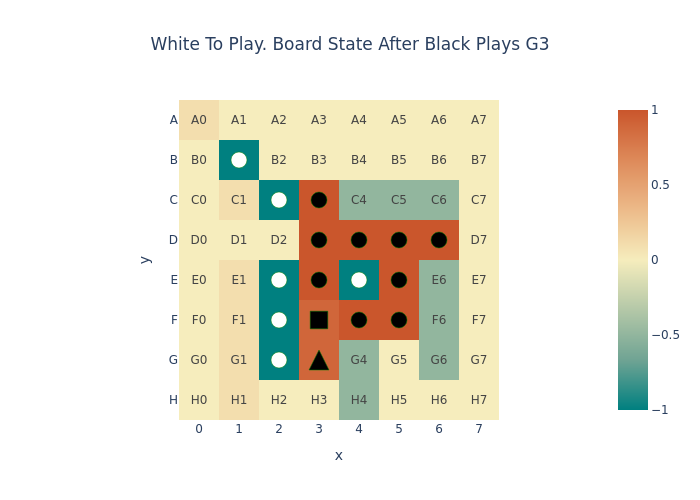 White To Play. Board State After Black Plays G3
A A0 A1 A2 A3 A4 A5 A6 A7
B B0 B2 B3 B4 B5 B6 B7
C C0 C1 C4 C5 C6 C7
D D0 D1 D2 D7
E E0 E1 E6 E7
F F0 F1 F6 F7
G G0 G1 G4 G5 G6 G7
H H0 H1 H2 H3 H4 H5 H6 H7
0 1 2 3 4 5 6 7
x
y
1
0.5
0
−0.5
−1